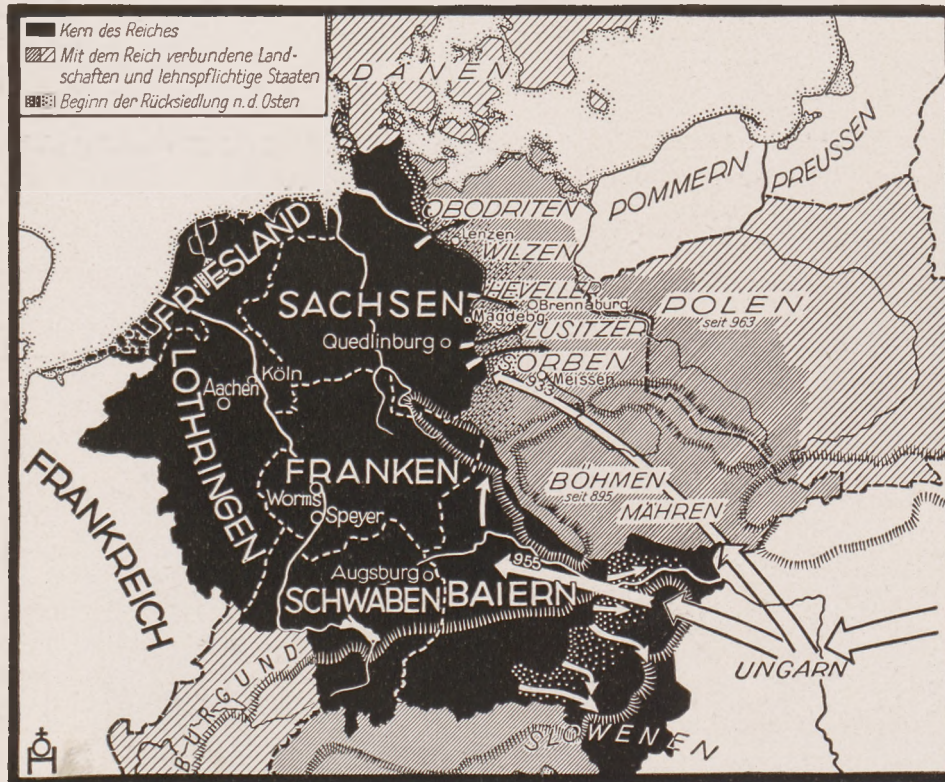 Kern des Reiches
Mit dem Reich verbundene Land-
schaften und lehnspflichtige Staaten
Beginn der Rücksiedlung n. d. Osten
DÄNEN
PREUSSEN
POMMERN
OBODRITEN
Lenzen
WILZEN
FRIESLAND
HEVELLER
SACHSEN
Brennaburg
POLEN
seit 963
Magdebg.
LUSITZER
Quedlinburg
SORBEN
LOTHRINGEN
Köln
933
Meissen
Aachen
FRANKREICH
FRANKEN
BÖHMEN
seit 895
Worms
MÄHREN
Speyer
955
Augsburg
SCHWABEN
BAIERN
BURGUND
UNGARN
SLOWENEN